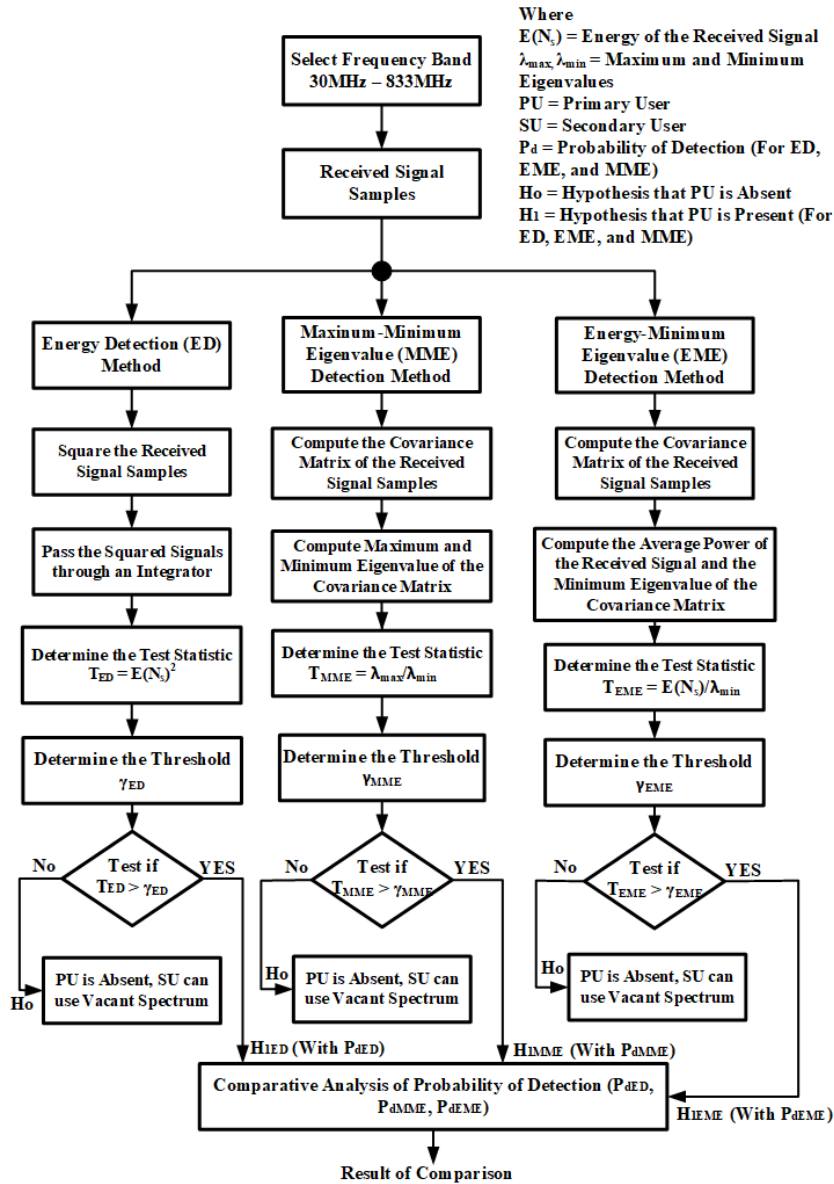 Where
E(Nₛ) = Energy of the Received Signal
λmax, λmin = Maximum and Minimum
Eigenvalues
PU = Primary User
SU = Secondary User
Pd = Probability of Detection (For ED,
EME, and MME)
Ho = Hypothesis that PU is Absent
H1 = Hypothesis that PU is Present (For
ED, EME, and MME)
Select Frequency Band
30MHz – 833MHz
Received Signal
Samples
Energy Detection (ED)
Method
Square the Received
Signal Samples
Pass the Squared Signals
through an Integrator
Determine the Test Statistic
TED = E(Nₛ)²
Determine the Threshold
γED
Test if
TED > γED
No
YES
Ho
PU is Absent, SU can
use Vacant Spectrum
H1ED (With PdED)
Maxinum-Minimum
Eigenvalue (MME)
Detection Method
Compute the Covariance
Matrix of the Received
Signal Samples
Compute Maximum and
Minimum Eigenvalue of the
Covariance Matrix
Determine the Test Statistic
TMME = λmax/λmin
Determine the Threshold
γMME
Test if
TMME > γMME
No
YES
Ho
PU is Absent, SU can
use Vacant Spectrum
H1MME (With PdMME)
Energy-Minimum
Eigenvalue (EME)
Detection Method
Compute the Covariance
Matrix of the Received
Signal Samples
Compute the Average Power of
the Received Signal and the
Minimum Eigenvalue of the
Covariance Matrix
Determine the Test Statistic
TEME = E(Nₛ)/λmin
Determine the Threshold
γEME
Test if
TEME > γEME
No
YES
Ho
PU is Absent, SU can
use Vacant Spectrum
H1EME (With PdEME)
Comparative Analysis of Probability of Detection (PdED,
PdMME, PdEME)
Result of Comparison